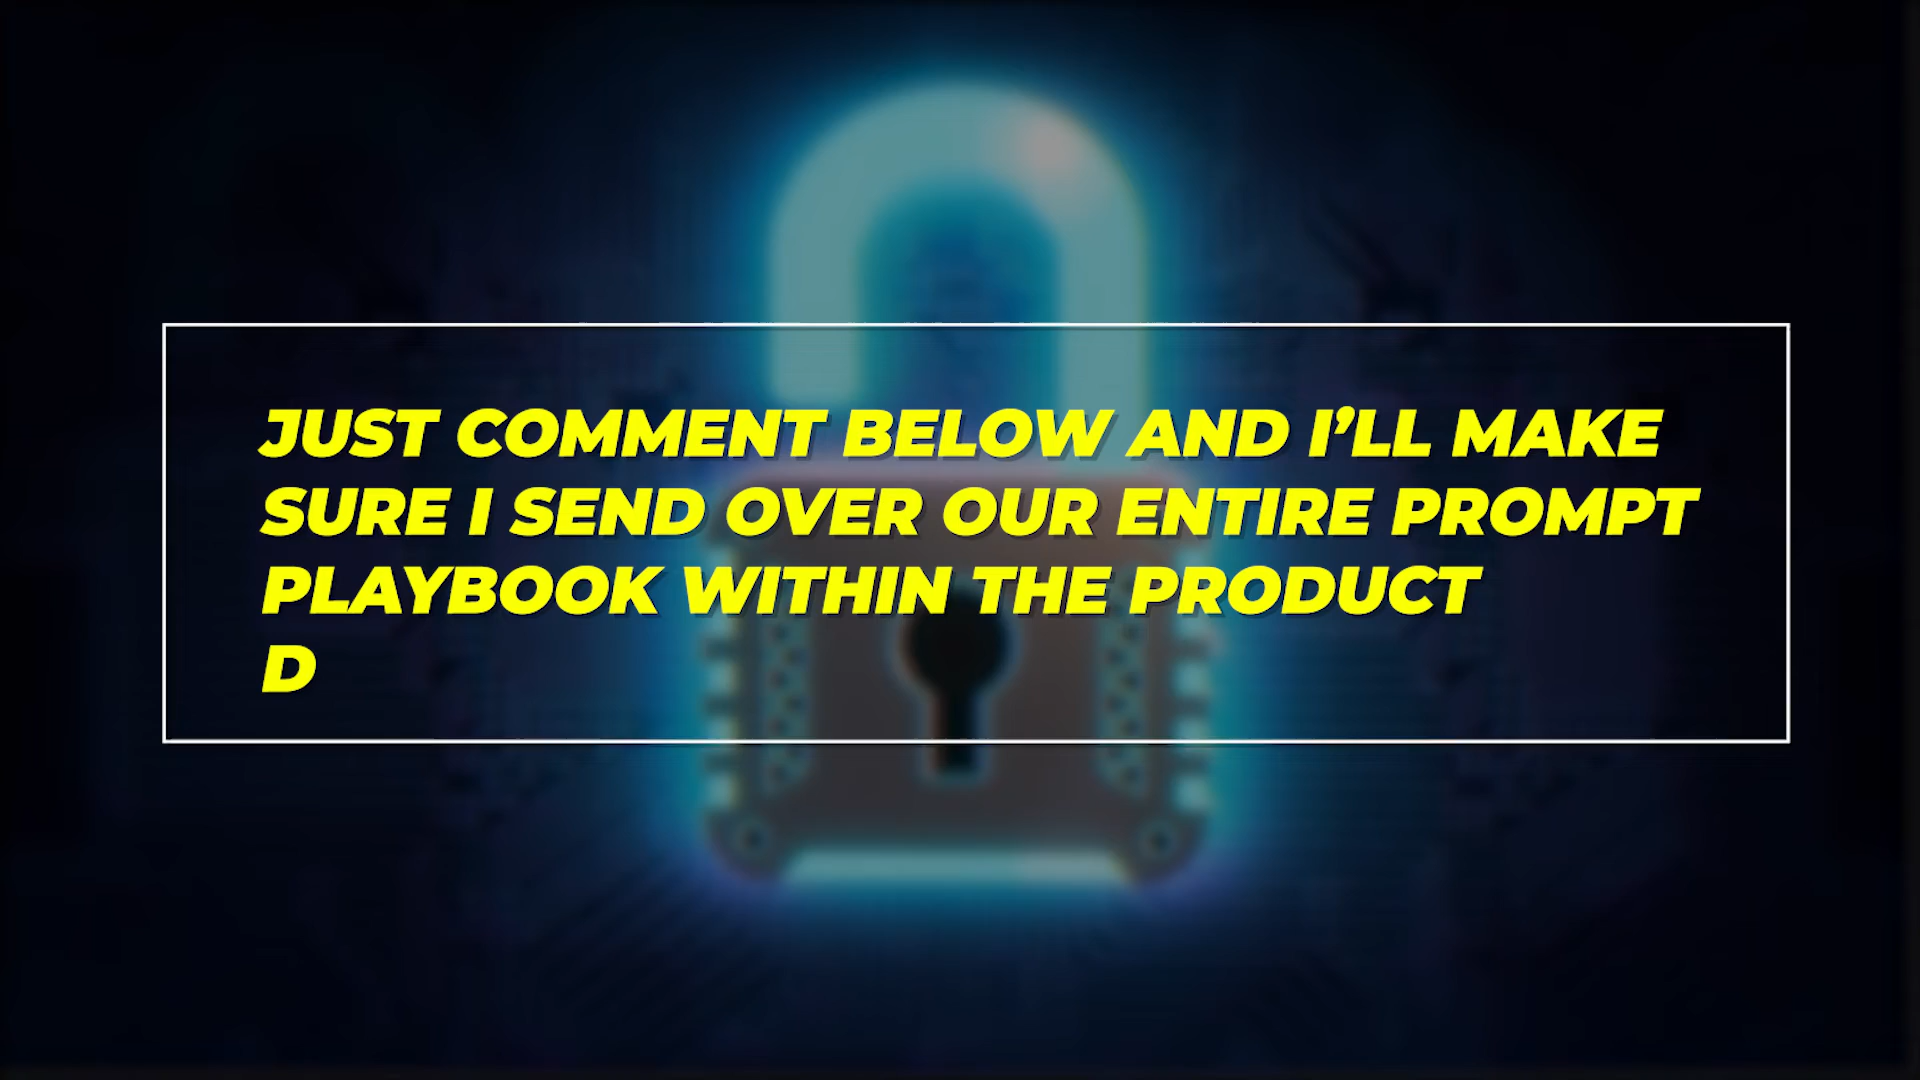 JUST COMMENT BELOW AND I’LL MAKE
SURE I SEND OVER OUR ENTIRE PROMPT
PLAYBOOK WITHIN THE PRODUCT
D